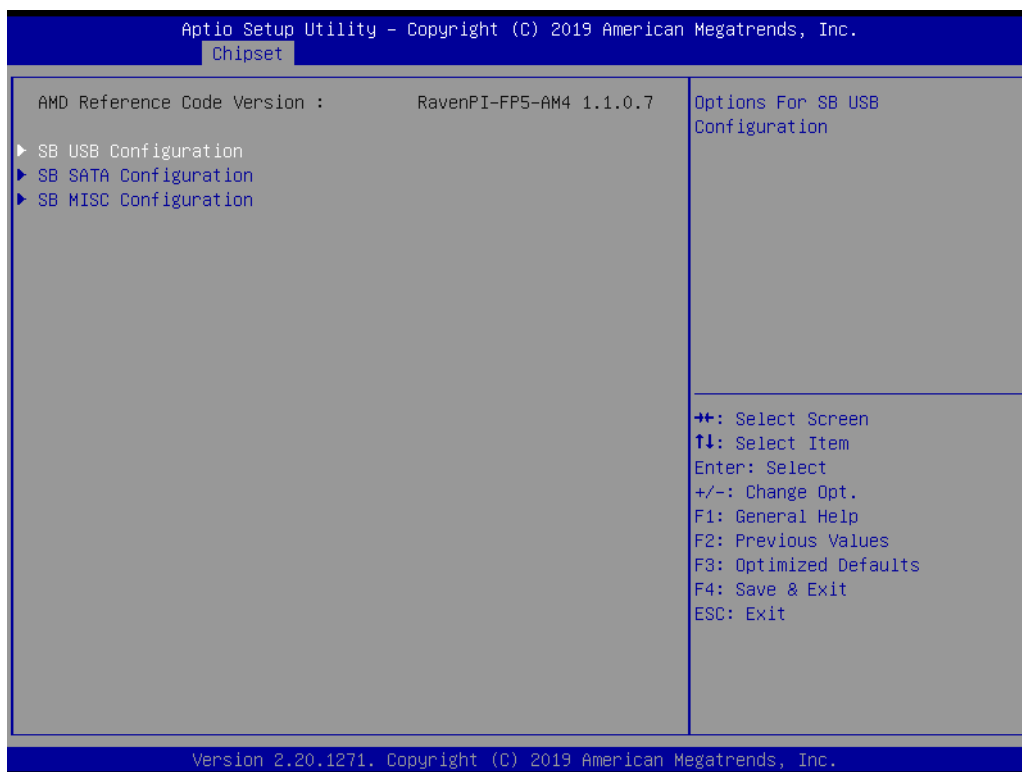 Aptio Setup Utility – Copyright (C) 2019 American Megatrends, Inc.
Chipset
AMD Reference Code Version : RavenPI-FP5-AM4 1.1.0.7
SB USB Configuration
SB SATA Configuration
SB MISC Configuration
Options For SB USB
Configuration
→←: Select Screen
↑↓: Select Item
Enter: Select
+/-: Change Opt.
F1: General Help
F2: Previous Values
F3: Optimized Defaults
F4: Save & Exit
ESC: Exit
Version 2.20.1271. Copyright (C) 2019 American Megatrends, Inc.